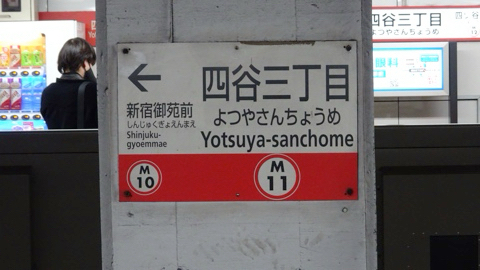 四谷三丁目
よつやさんちょうめ
Yotsuya-sanchome
新宿御苑前
しんじゅくぎょえんまえ
Shinjuku-
gyoemmae
M
10
M
11
四谷三丁目
よつやさんちょうめ